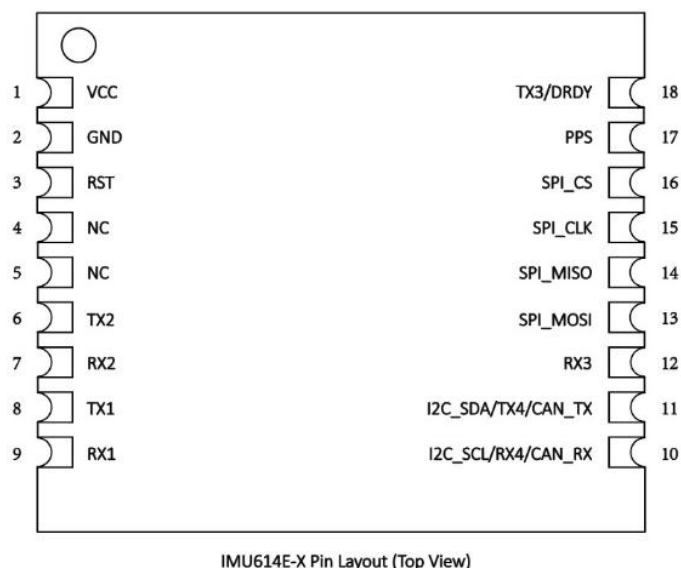 1 VCC TX3/DRDY 18
2 GND PPS 17
3 RST SPI_CS 16
4 NC SPI_CLK 15
5 NC SPI_MISO 14
6 TX2 SPI_MOSI 13
7 RX2 RX3 12
8 TX1 I2C_SDA/TX4/CAN_TX 11
9 RX1 I2C_SCL/RX4/CAN_RX 10
IMU614E-X Pin Layout (Top View)